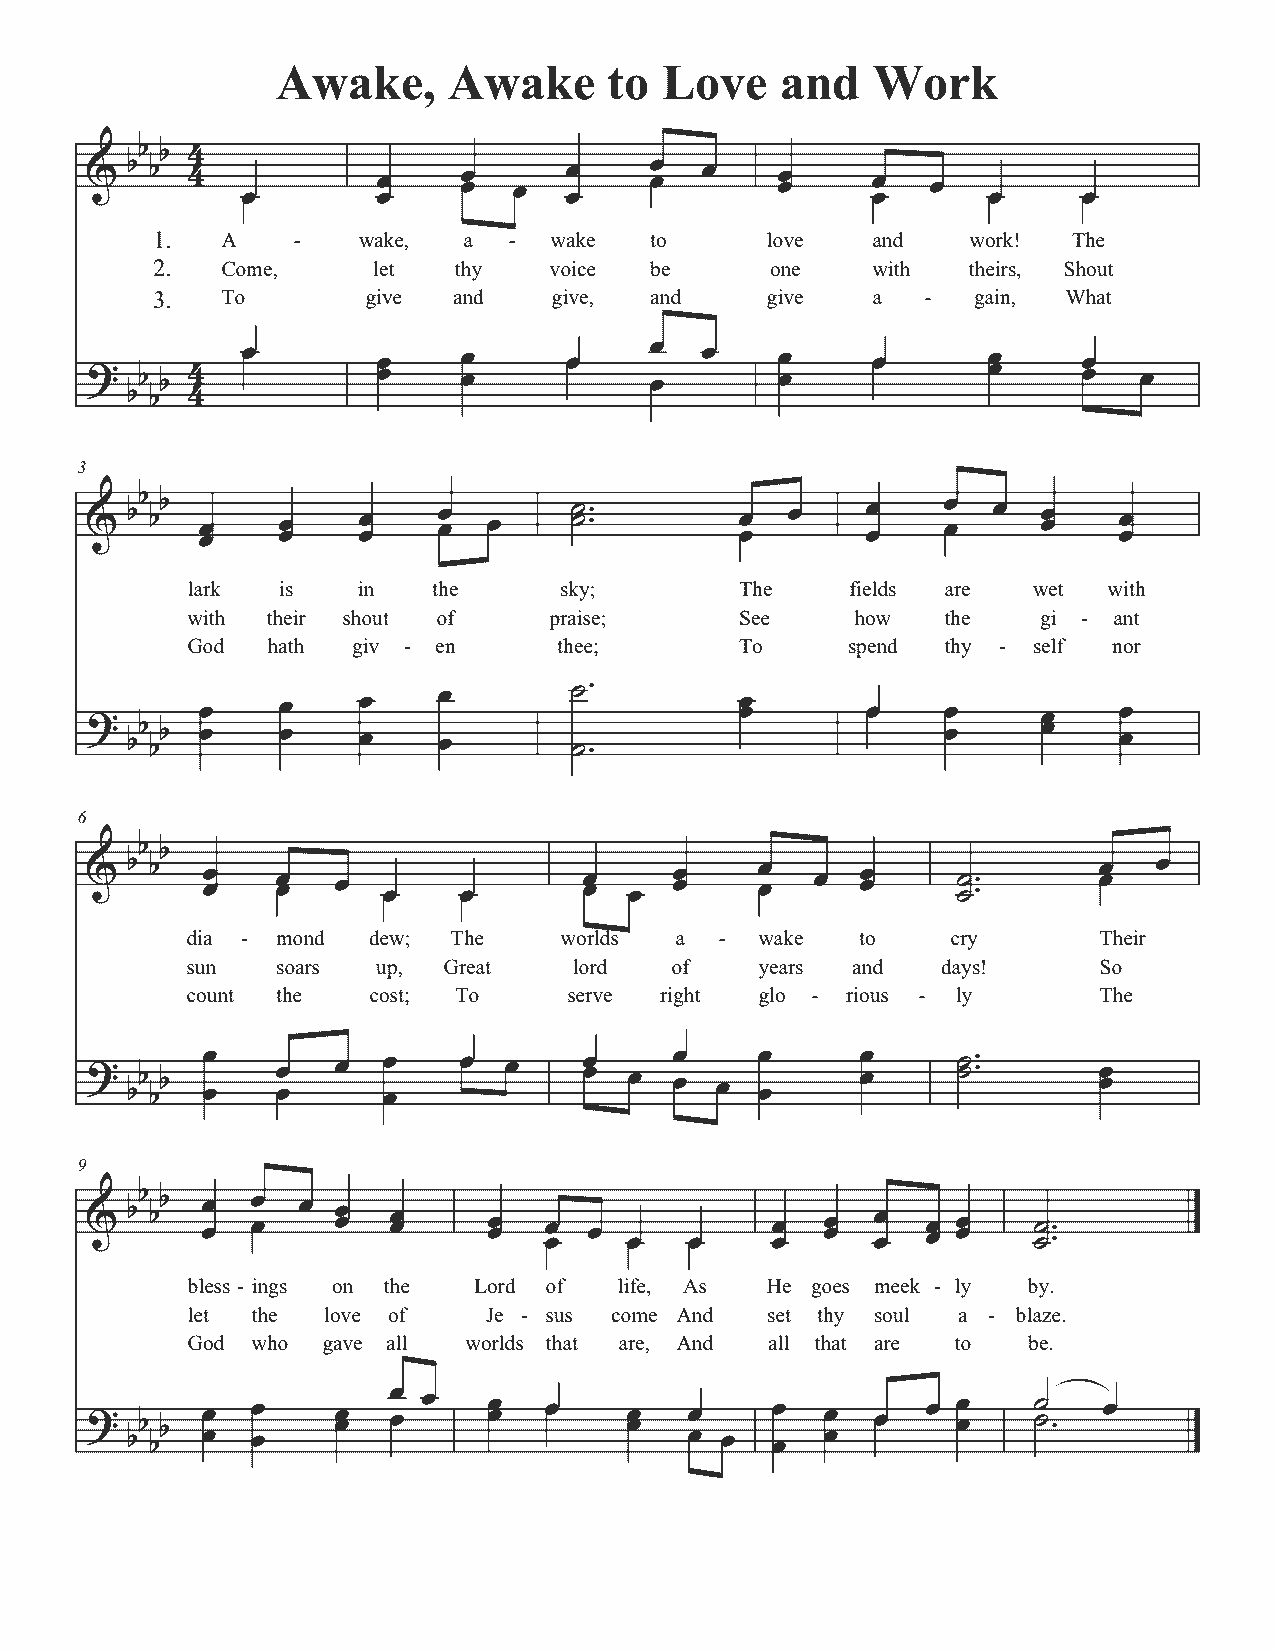 Awake, Awake to Love and Work
1. A - wake, a - wake to love and work! The
2. Come, let thy voice be one with theirs, Shout
3. To give and give, and give a - gain, What
3
lark is in the sky; The fields are wet with
with their shout of praise; See how the gi - ant
God hath giv - en thee; To spend thy - self nor
6
dia - mond dew; The worlds a - wake to cry Their
sun soars up, Great lord of years and days! So
count the cost; To serve right glo - rious - ly The
9
bless - ings on the Lord of life, As He goes meek - ly by.
let the love of Je - sus come And set thy soul a - blaze.
God who gave all worlds that are, And all that are to be.